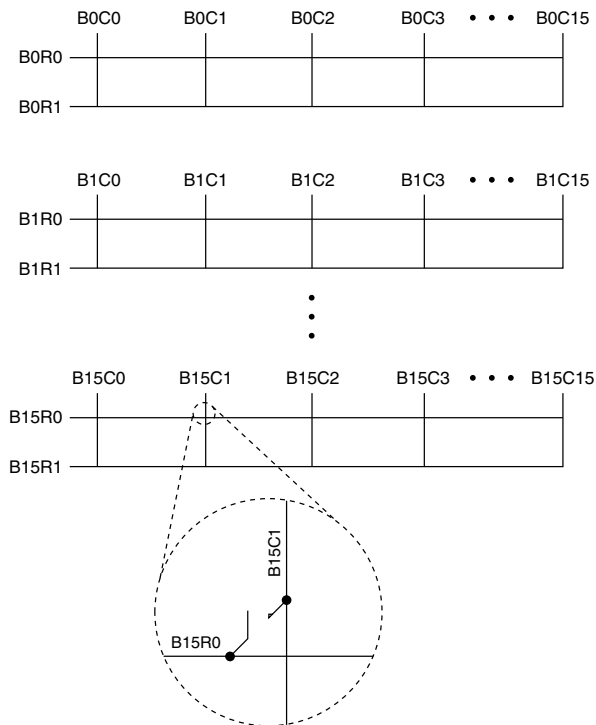 B0C0 B0C1 B0C2 B0C3 • • • B0C15
B0R0
B0R1
B1C0 B1C1 B1C2 B1C3 • • • B1C15
B1R0
B1R1
B15C0 B15C1 B15C2 B15C3 • • • B15C15
B15R0
B15R1
B15C1
B15R0